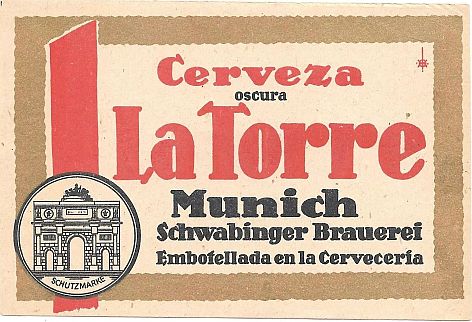 Cerveza
oscura
La Torre
Munich
Schwabinger Brauerei
Embotellada en la Cervecería
SCHUTZMARKE